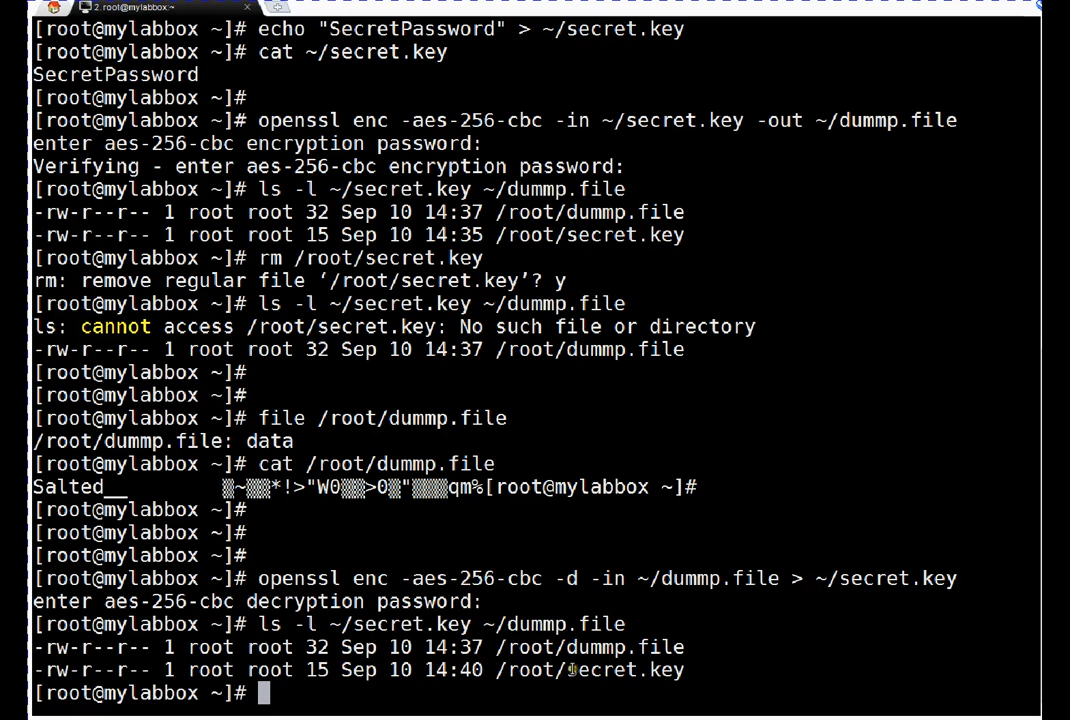 2.root@mylabbox:~
[root@mylabbox ~]# echo "SecretPassword" > ~/secret.key
[root@mylabbox ~]# cat ~/secret.key
SecretPassword
[root@mylabbox ~]#
[root@mylabbox ~]# openssl enc -aes-256-cbc -in ~/secret.key -out ~/dummp.file
enter aes-256-cbc encryption password:
Verifying - enter aes-256-cbc encryption password:
[root@mylabbox ~]# ls -l ~/secret.key ~/dummp.file
-rw-r--r-- 1 root root 32 Sep 10 14:37 /root/dummp.file
-rw-r--r-- 1 root root 15 Sep 10 14:35 /root/secret.key
[root@mylabbox ~]# rm /root/secret.key
rm: remove regular file ‘/root/secret.key’? y
[root@mylabbox ~]# ls -l ~/secret.key ~/dummp.file
ls: cannot access /root/secret.key: No such file or directory
-rw-r--r-- 1 root root 32 Sep 10 14:37 /root/dummp.file
[root@mylabbox ~]#
[root@mylabbox ~]#
[root@mylabbox ~]# file /root/dummp.file
/root/dummp.file: data
[root@mylabbox ~]# cat /root/dummp.file
Salted__ ▒~▒▒*!>"W0▒▒>0▒"▒▒▒qm%[root@mylabbox ~]#
[root@mylabbox ~]#
[root@mylabbox ~]#
[root@mylabbox ~]#
[root@mylabbox ~]# openssl enc -aes-256-cbc -d -in ~/dummp.file > ~/secret.key
enter aes-256-cbc decryption password:
[root@mylabbox ~]# ls -l ~/secret.key ~/dummp.file
-rw-r--r-- 1 root root 32 Sep 10 14:37 /root/dummp.file
-rw-r--r-- 1 root root 15 Sep 10 14:40 /root/secret.key
[root@mylabbox ~]#